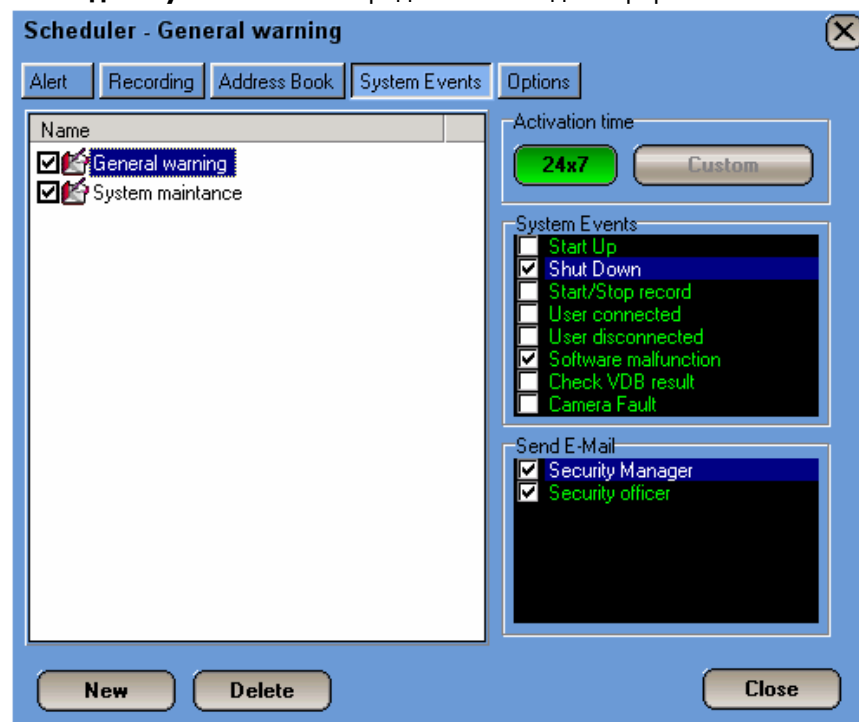 Scheduler - General warning
Alert Recording Address Book System Events Options
Name
General warning
System maintance
Activation time
24x7 Custom
System Events
Start Up
Shut Down
Start/Stop record
User connected
User disconnected
Software malfunction
Check VDB result
Camera Fault
Send E-Mail
Security Manager
Security officer
New Delete Close